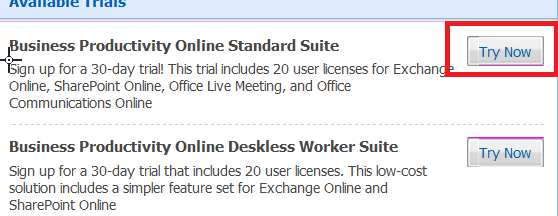 Available Trials
Business Productivity Online Standard Suite
Try Now
Sign up for a 30-day trial! This trial includes 20 user licenses for Exchange
Online, SharePoint Online, Office Live Meeting, and Office
Communications Online
Business Productivity Online Deskless Worker Suite
Try Now
Sign up for a 30-day trial that includes 20 user licenses. This low-cost
solution includes a simpler feature set for Exchange Online and
SharePoint Online